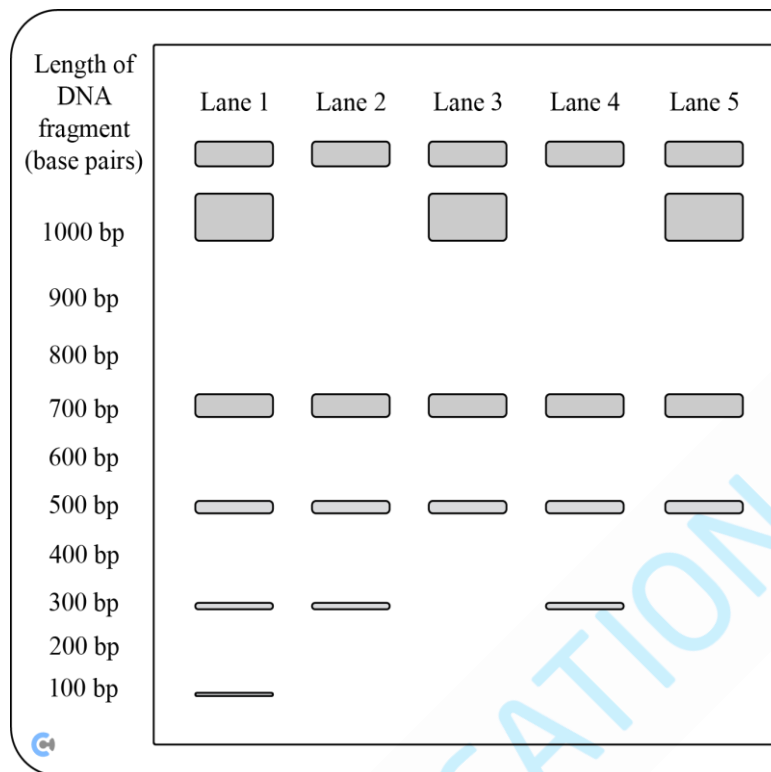 Length of
DNA
fragment
(base pairs)
Lane 1 Lane 2 Lane 3 Lane 4 Lane 5
1000 bp
900 bp
800 bp
700 bp
600 bp
500 bp
400 bp
300 bp
200 bp
100 bp